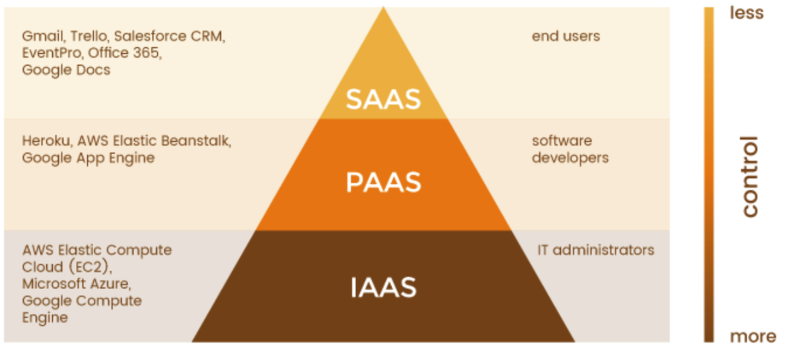 Gmail, Trello, Salesforce CRM,
EventPro, Office 365,
Google Docs
SAAS
end users
Heroku, AWS Elastic Beanstalk,
Google App Engine
PAAS
software
developers
AWS Elastic Compute
Cloud (EC2),
Microsoft Azure,
Google Compute
Engine
IAAS
IT administrators
less
control
more